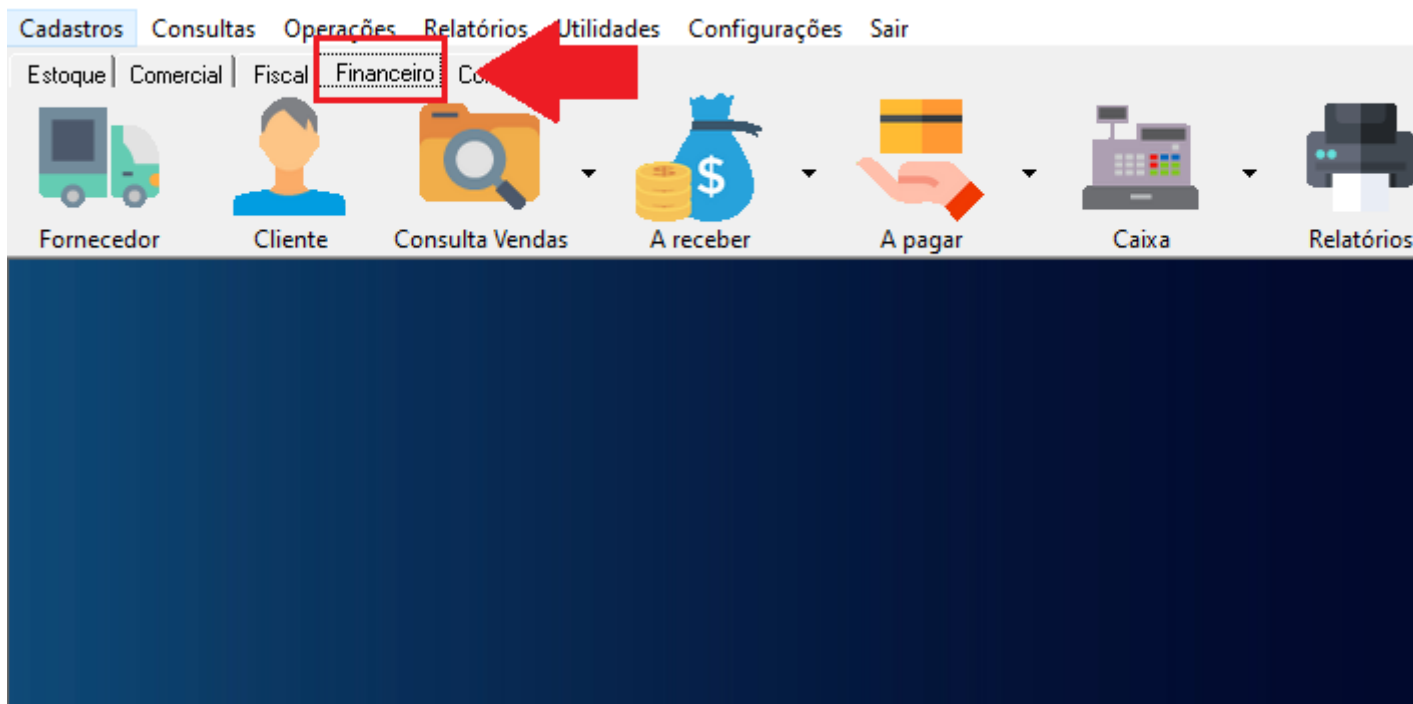 Cadastros Consultas Operações Relatórios Utilidades Configurações Sair
Estoque Comercial Fiscal Financeiro
$
Fornecedor Cliente Consulta Vendas A receber A pagar Caixa Relatórios